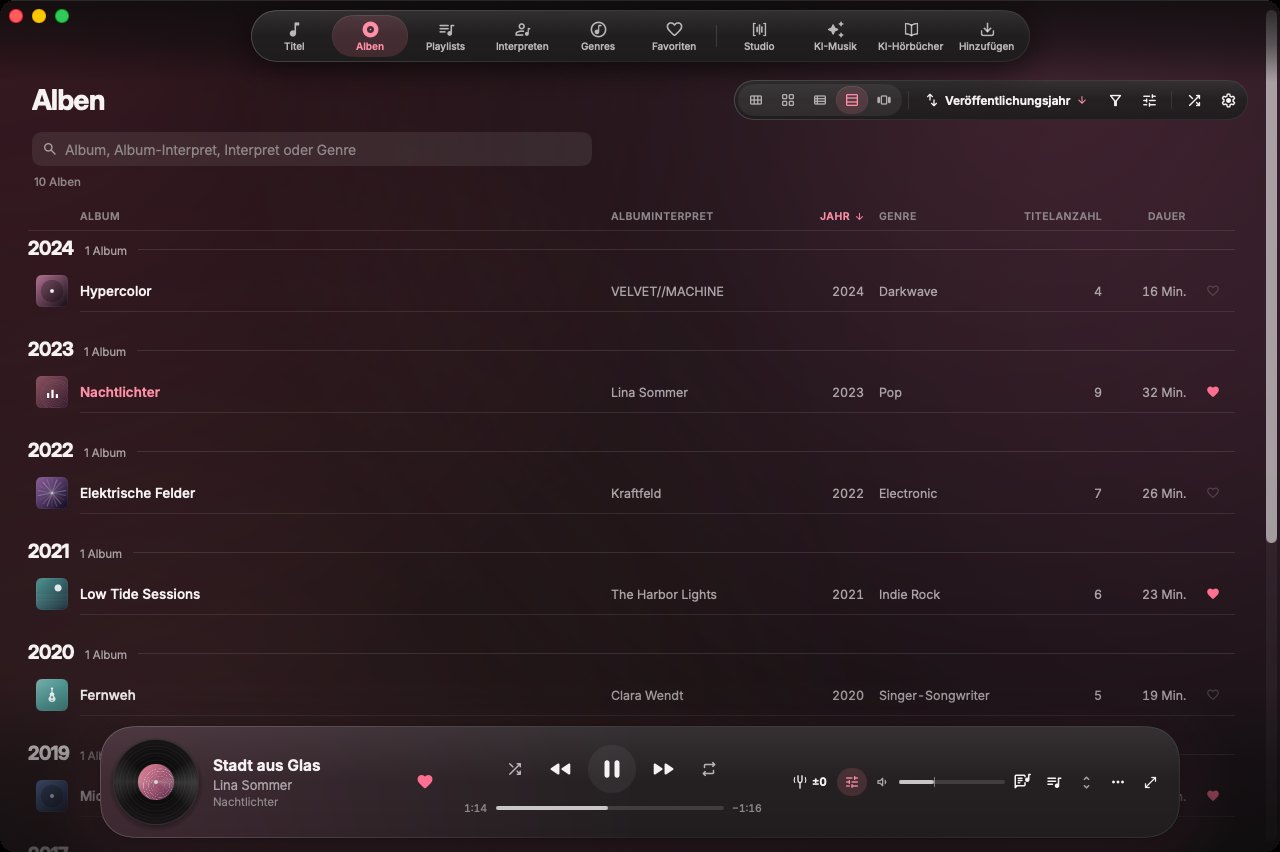 Titel Alben Playlists Interpreten Genres Favoriten Studio KI-Musik KI-Hörbücher Hinzufügen
Alben
Veröffentlichungsjahr
Album, Album-Interpret, Interpret oder Genre
10 Alben
ALBUM ALBUMINTERPRET JAHR ↓ GENRE TITELANZAHL DAUER
2024 1 Album
Hypercolor VELVET//MACHINE 2024 Darkwave 4 16 Min.
2023 1 Album
Nachtlichter Lina Sommer 2023 Pop 9 32 Min.
2022 1 Album
Elektrische Felder Kraftfeld 2022 Electronic 7 26 Min.
2021 1 Album
Low Tide Sessions The Harbor Lights 2021 Indie Rock 6 23 Min.
2020 1 Album
Fernweh Clara Wendt 2020 Singer-Songwriter 5 19 Min.
2019
Stadt aus Glas
Lina Sommer
Nachtlichter
1:14 −1:16
±0
2017